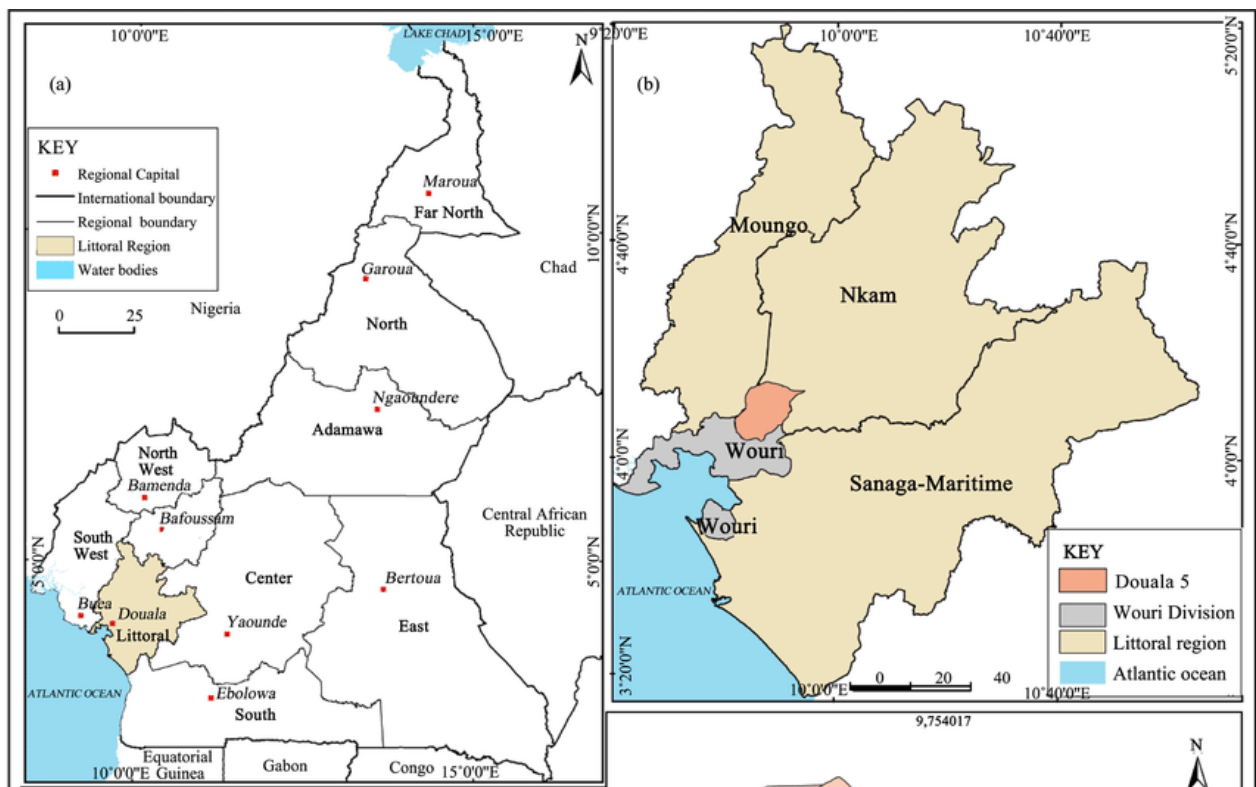 10°0'0"E
15°0'0"E
LAKE CHAD
N
(a)
KEY
Regional Capital
International boundary
Regional boundary
Littoral Region
Water bodies
0 25
Maroua
Far North
10°0'0"N
Garoua
Chad
Nigeria
North
Ngaoundere
Adamawa
North
West
Bamenda
Bafoussam
Central African
Republic
South
West
5°0'0"N
5°0'0"N
Center
Bertoua
Buea
Douala
Littoral
Yaounde
East
ATLANTIC OCEAN
Ebolowa
South
Equatorial
Guinea
Gabon
Congo
10°0'0"E
15°0'0"E
9°20'0"E
10°0'0"E
10°40'0"E
N
5°20'0"N
(b)
Moungo
4°40'0"N
4°40'0"N
Nkam
Wouri
4°0'0"N
4°0'0"N
Sanaga-Maritime
Wouri
ATLANTIC OCEAN
KEY
Douala 5
Wouri Division
Littoral region
Atlantic ocean
3°20'0"N
10°0'0"E
0 20 40
10°40'0"E
9,754017
N